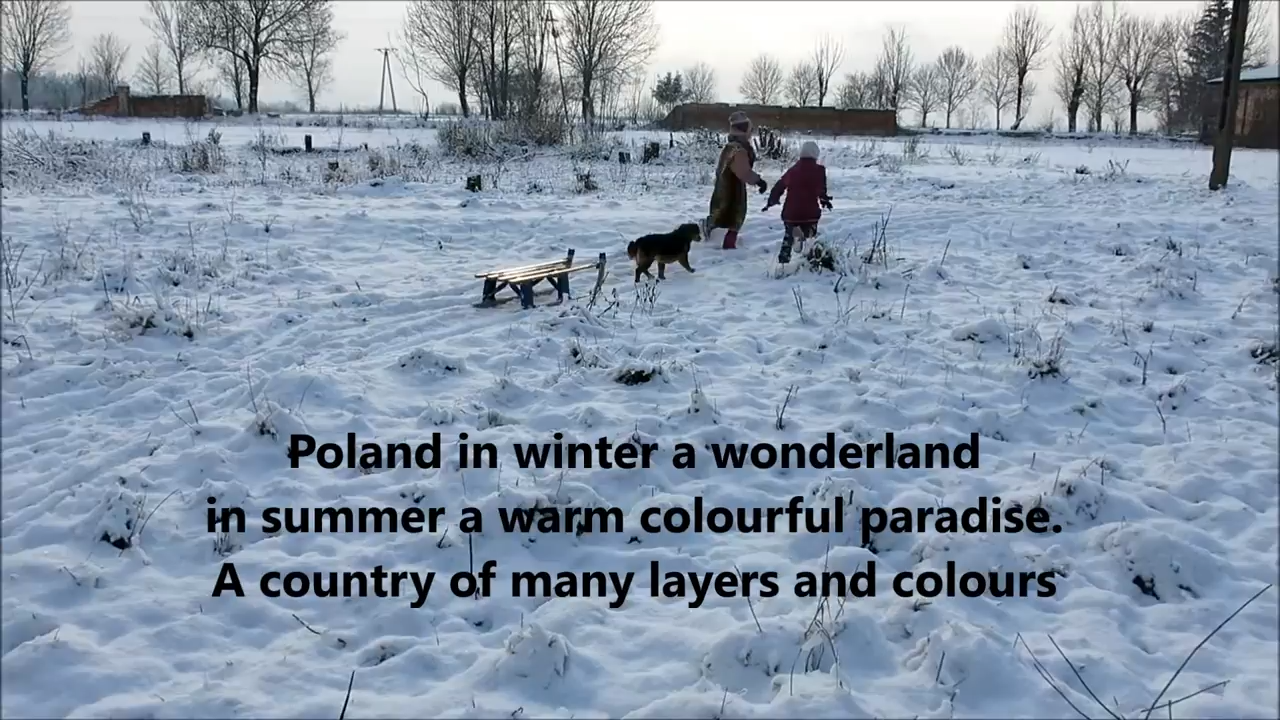 Poland in winter a wonderland
in summer a warm colourful paradise.
A country of many layers and colours